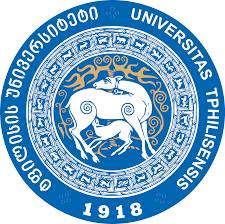 ᲗᲑᲘᲚᲘᲡᲘᲡ ᲣᲜᲘᲕᲔᲠᲡᲘᲢᲔᲢᲘ
UNIVERSITAS TPHILISENSIS
1918